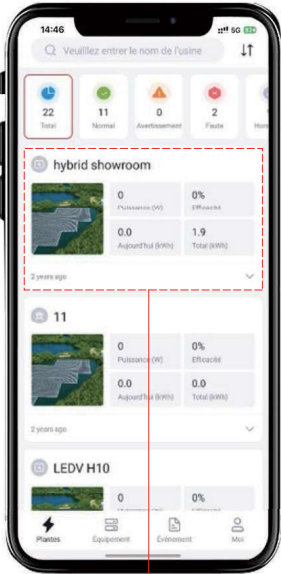 14:46
5G
Veuillez entrer le nom de l'usine
22
11
0
2
Total
Normal
Avertissement
Faute
Hors
hybrid showroom
0
0%
Puissance (W)
Efficacité
0.0
1.9
Aujourd'hui (kWh)
Total (kWh)
2 years ago
11
0
0%
Puissance (W)
Efficacité
0.0
0.0
Aujourd'hui (kWh)
Total (kWh)
2 years ago
LEDV H10
0
0%
Plantes
Équipement
Événement
Moi